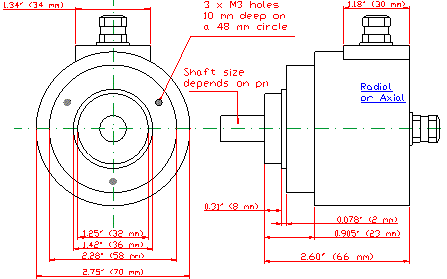 1.34" (34 mm)
3 x M3 holes
10 mm deep on
a 48 mm circle
1.18" (30 mm)
Shaft size
depends on pn
Radial
or Axial
0.31" (8 mm)
0.078" (2 mm)
1.25" (32 mm)
0.905" (23 mm)
1.42" (36 mm)
2.28" (58 mm)
2.60" (66 mm)
2.75" (70 mm)